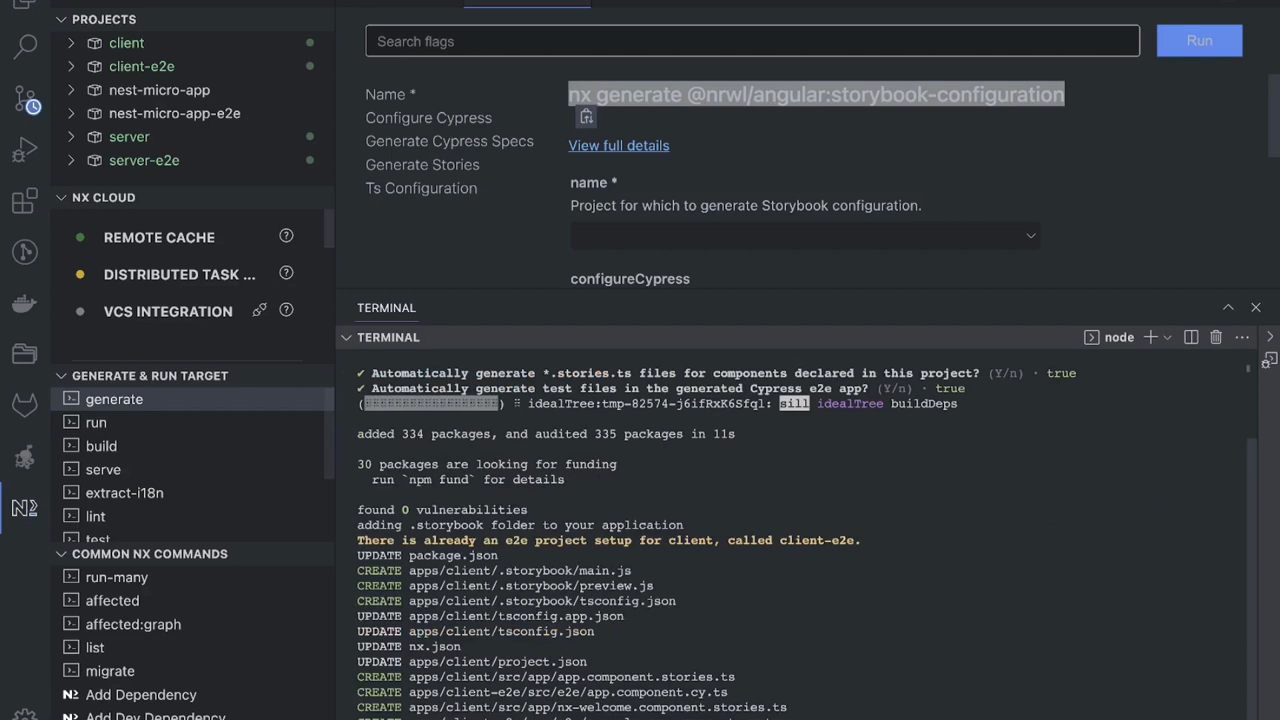 PROJECTS
client
client-e2e
nest-micro-app
nest-micro-app-e2e
server
server-e2e
NX CLOUD
REMOTE CACHE
DISTRIBUTED TASK ...
VCS INTEGRATION
GENERATE & RUN TARGET
generate
run
build
serve
extract-i18n
lint
test
COMMON NX COMMANDS
run-many
affected
affected:graph
list
migrate
Add Dependency
Add Dev Dependency
Search flags
Run
Name *
Configure Cypress
Generate Cypress Specs
Generate Stories
Ts Configuration
nx generate @nrwl/angular:storybook-configuration
View full details
name *
Project for which to generate Storybook configuration.
configureCypress
TERMINAL
TERMINAL
node
✔ Automatically generate *.stories.ts files for components declared in this project? (Y/n) · true
✔ Automatically generate test files in the generated Cypress e2e app? (Y/n) · true
(░░░░░░░░░░░░░░░░░░) ⠿ idealTree:tmp-82574-j6ifRxK6Sfql: sill idealTree buildDeps
added 334 packages, and audited 335 packages in 11s
30 packages are looking for funding
run `npm fund` for details
found 0 vulnerabilities
adding .storybook folder to your application
There is already an e2e project setup for client, called client-e2e.
UPDATE package.json
CREATE apps/client/.storybook/main.js
CREATE apps/client/.storybook/preview.js
CREATE apps/client/.storybook/tsconfig.json
UPDATE apps/client/tsconfig.app.json
UPDATE apps/client/tsconfig.json
UPDATE nx.json
UPDATE apps/client/project.json
CREATE apps/client/src/app/app.component.stories.ts
CREATE apps/client-e2e/src/e2e/app.component.cy.ts
CREATE apps/client/src/app/nx-welcome.component.stories.ts